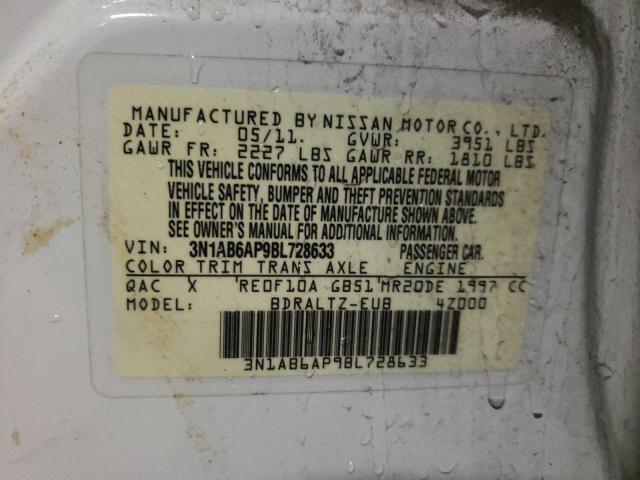 MANUFACTURED BY NISSAN MOTOR CO., LTD.
DATE: 05/11. GVWR: 3951 LBS
GAWR FR: 2227 LBS GAWR RR: 1810 LBS
THIS VEHICLE CONFORMS TO ALL APPLICABLE FEDERAL MOTOR
VEHICLE SAFETY, BUMPER AND THEFT PREVENTION STANDARDS
IN EFFECT ON THE DATE OF MANUFACTURE SHOWN ABOVE.
SEE OWNER'S MANUAL FOR ADDITIONAL INFORMATION.
VIN: 3N1AB6AP9BL728633 PASSENGER CAR.
COLOR TRIM TRANS AXLE ENGINE
QAC X 'RE0F10A GB51'MR20DE 1997 CC
MODEL: BDRALTZ-EUB 4Z000
3N1AB6AP9BL728633